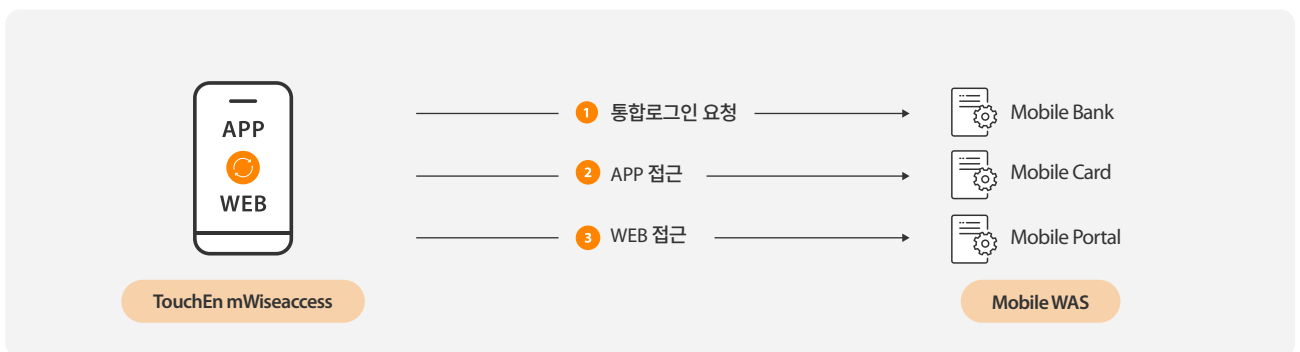 APP
WEB
TouchEn mWiseaccess
1 통합로그인 요청
2 APP 접근
3 WEB 접근
Mobile Bank
Mobile Card
Mobile Portal
Mobile WAS